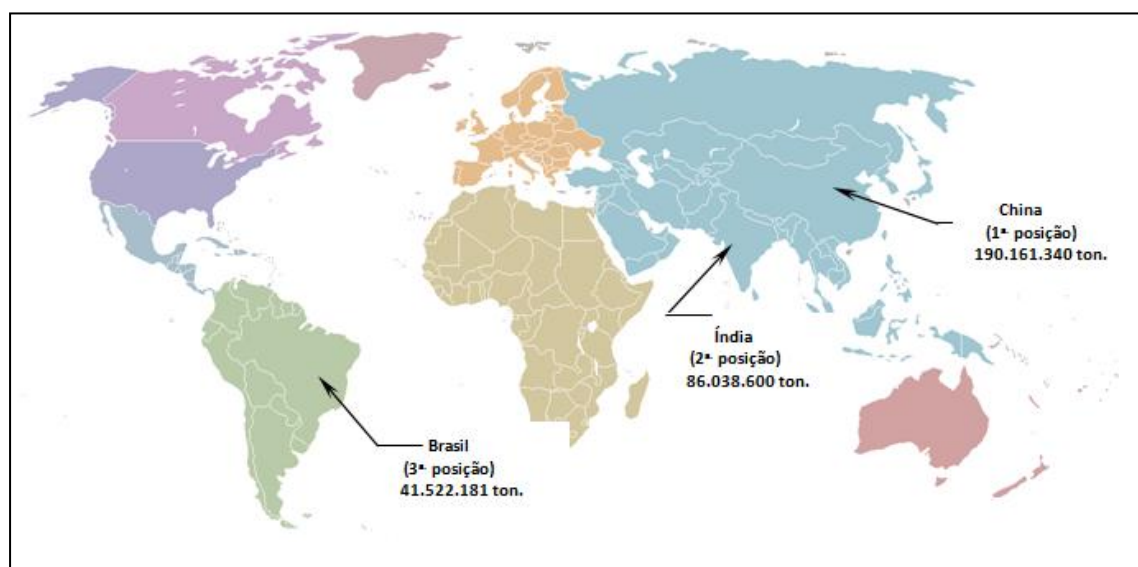 China
(1ª posição)
190.161.340 ton.
Índia
(2ª posição)
86.038.600 ton.
Brasil
(3ª posição)
41.522.181 ton.